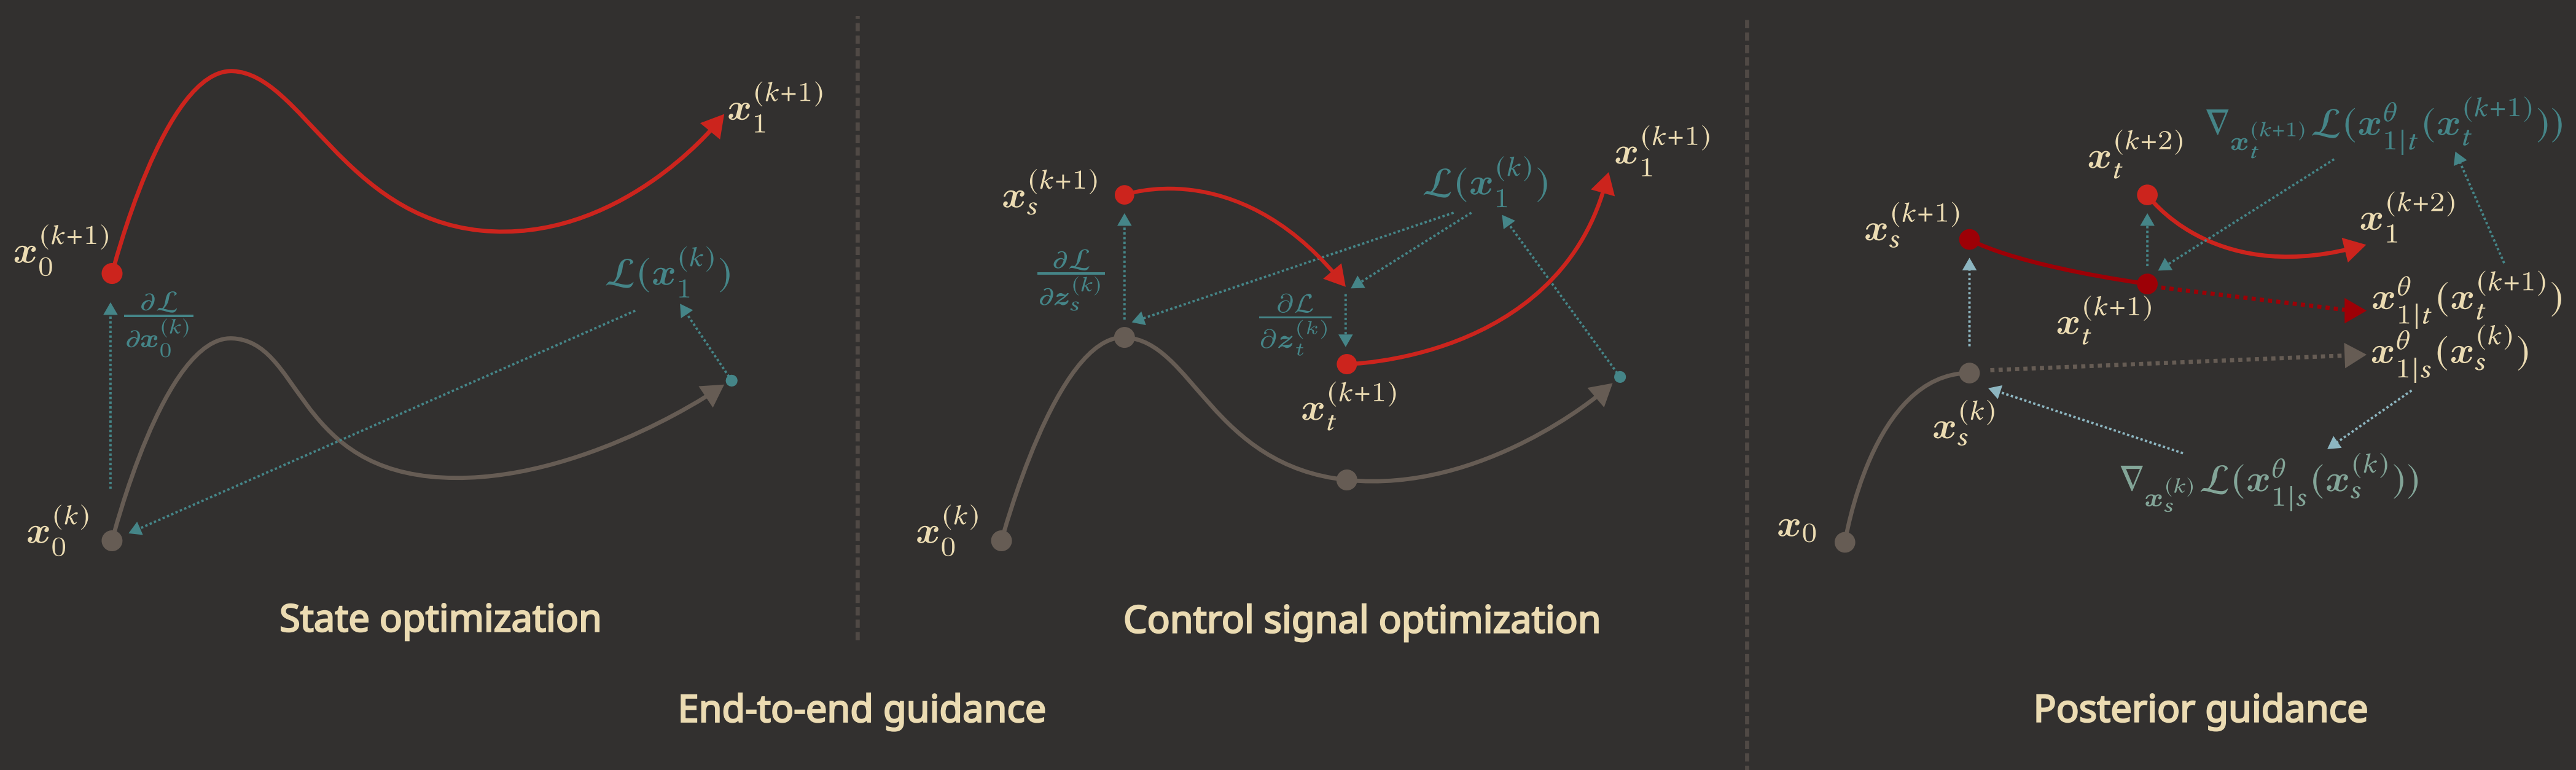 x_0^{(k+1)}
x_1^{(k+1)}
∂ℒ/∂x_0^{(k)}
ℒ(x_1^{(k)})
x_0^{(k)}
State optimization
x_s^{(k+1)}
ℒ(x_1^{(k)})
x_1^{(k+1)}
∂ℒ/∂z_s^{(k)}
∂ℒ/∂z_t^{(k)}
x_t^{(k+1)}
x_0^{(k)}
Control signal optimization
End-to-end guidance
∇_{x_t^{(k+1)}} ℒ(x_{1|t}^θ(x_t^{(k+1)}))
x_t^{(k+2)}
x_s^{(k+1)}
x_1^{(k+2)}
x_{1|t}^θ(x_t^{(k+1)})
x_t^{(k+1)}
x_{1|s}^θ(x_s^{(k)})
x_s^{(k)}
∇_{x_s^{(k)}} ℒ(x_{1|s}^θ(x_s^{(k)}))
x_0
Posterior guidance